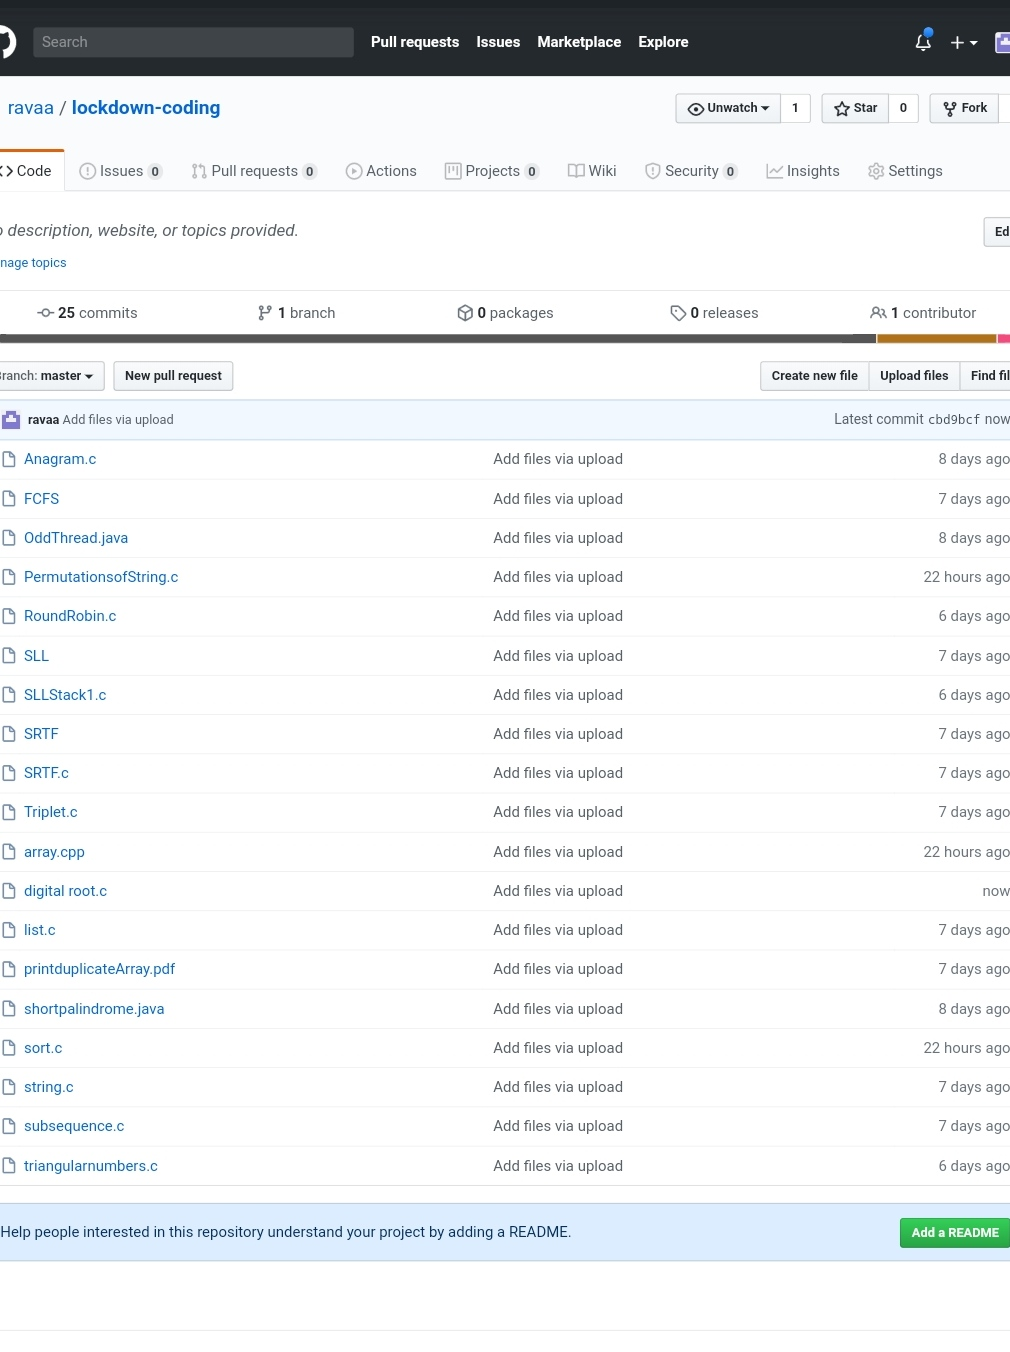 Search Pull requests Issues Marketplace Explore
ravaa / lockdown-coding Unwatch 1 Star 0 Fork
Code Issues 0 Pull requests 0 Actions Projects 0 Wiki Security 0 Insights Settings
description, website, or topics provided.
topics
25 commits 1 branch 0 packages 0 releases 1 contributor
master New pull request Create new file Upload files Find
ravaa Add files via upload Latest commit cbd9bcf now
Anagram.c Add files via upload 8 days ago
FCFS Add files via upload 7 days ago
OddThread.java Add files via upload 8 days ago
PermutationsofString.c Add files via upload 22 hours ago
RoundRobin.c Add files via upload 6 days ago
SLL Add files via upload 7 days ago
SLLStack1.c Add files via upload 6 days ago
SRTF Add files via upload 7 days ago
SRTF.c Add files via upload 7 days ago
Triplet.c Add files via upload 7 days ago
array.cpp Add files via upload 22 hours ago
digital root.c Add files via upload now
list.c Add files via upload 7 days ago
printduplicateArray.pdf Add files via upload 7 days ago
shortpalindrome.java Add files via upload 8 days ago
sort.c Add files via upload 22 hours ago
string.c Add files via upload 7 days ago
subsequence.c Add files via upload 7 days ago
triangularnumbers.c Add files via upload 6 days ago
Help people interested in this repository understand your project by adding a README. Add a README